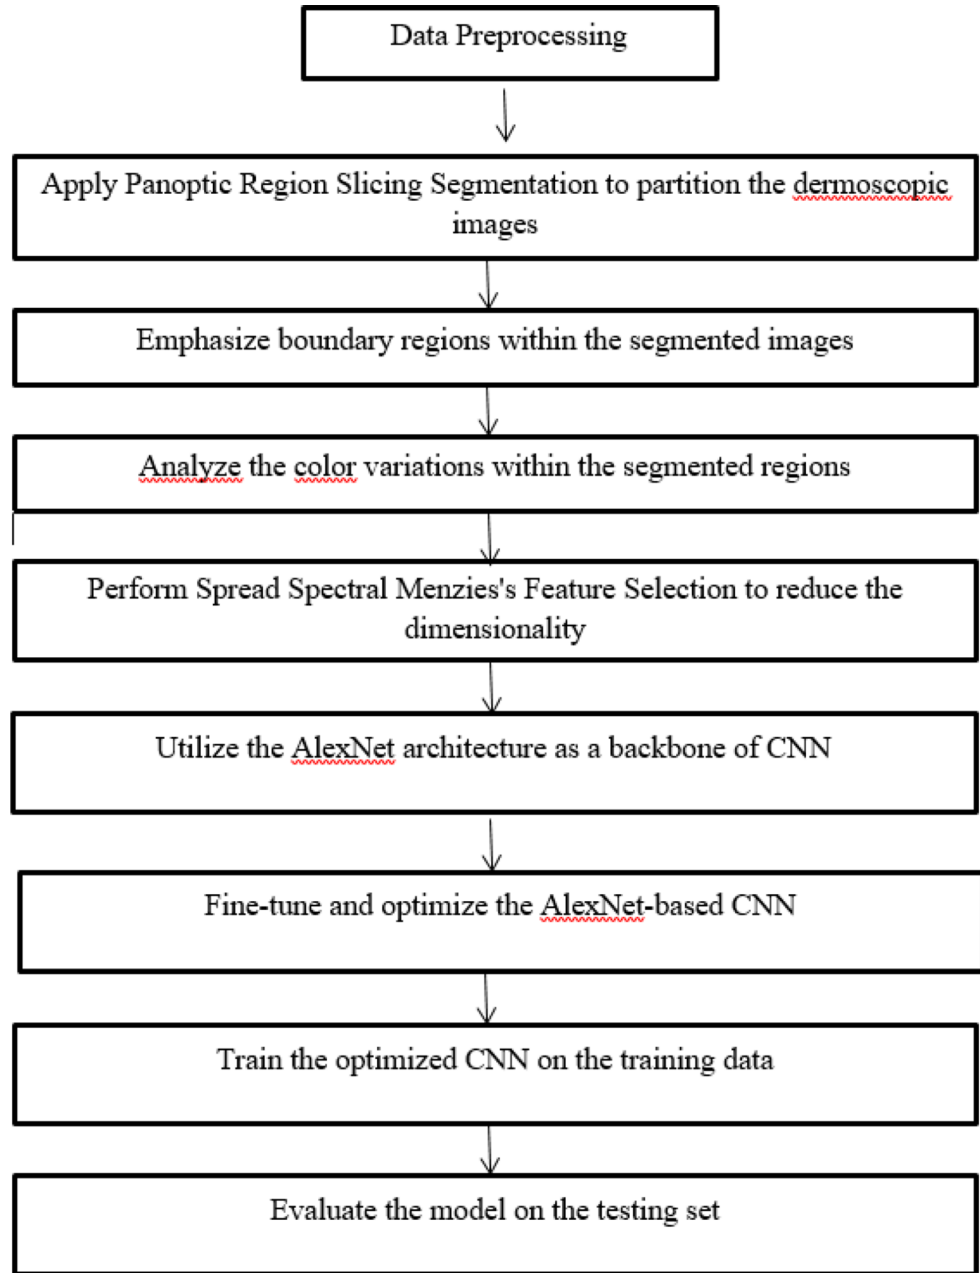 Data Preprocessing
Apply Panoptic Region Slicing Segmentation to partition the dermoscopic
images
Emphasize boundary regions within the segmented images
Analyze the color variations within the segmented regions
Perform Spread Spectral Menzies's Feature Selection to reduce the
dimensionality
Utilize the AlexNet architecture as a backbone of CNN
Fine-tune and optimize the AlexNet-based CNN
Train the optimized CNN on the training data
Evaluate the model on the testing set